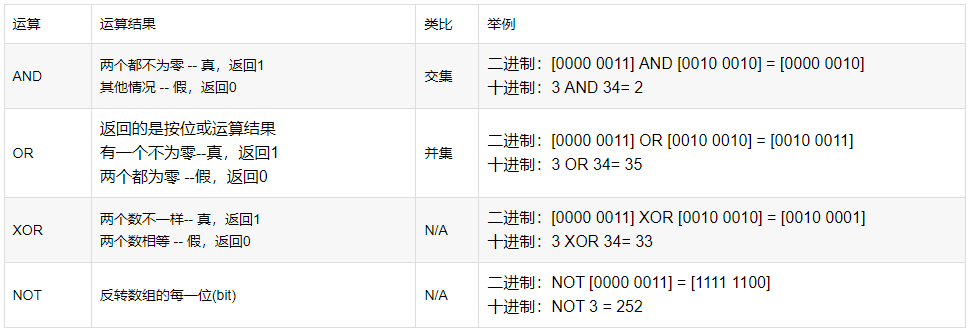 运算 运算结果 类比 举例
AND
两个都不为零 -- 真，返回1
其他情况 -- 假，返回0
交集
二进制：[0000 0011] AND [0010 0010] = [0000 0010]
十进制：3 AND 34= 2
OR
返回的是按位或运算结果
有一个不为零--真，返回1
两个都为零 --假，返回0
并集
二进制：[0000 0011] OR [0010 0010] = [0010 0011]
十进制：3 OR 34= 35
XOR
两个数不一样-- 真，返回1
两个数相等 -- 假，返回0
N/A
二进制：[0000 0011] XOR [0010 0010] = [0010 0001]
十进制：3 XOR 34= 33
NOT
反转数组的每一位(bit)
N/A
二进制：NOT [0000 0011] = [1111 1100]
十进制：NOT 3 = 252